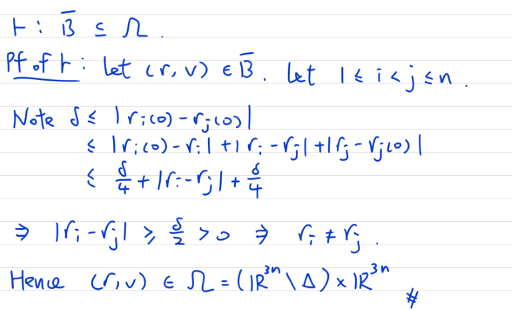 ⊢ : B̅ ⊆ Ω.
Pf of ⊢ : Let (r, v) ∈ B̅. Let 1 ≤ i < j ≤ n.
Note δ ≤ |rᵢ(0) - rⱼ(0)|
≤ |rᵢ(0) - rᵢ| + |rᵢ - rⱼ| + |rⱼ - rⱼ(0)|
≤ δ/4 + |rᵢ - rⱼ| + δ/4
⇒ |rᵢ - rⱼ| ≥ δ/2 > 0 ⇒ rᵢ ≠ rⱼ.
Hence (r, v) ∈ Ω = (ℝ³ⁿ \ Δ) × ℝ³ⁿ #